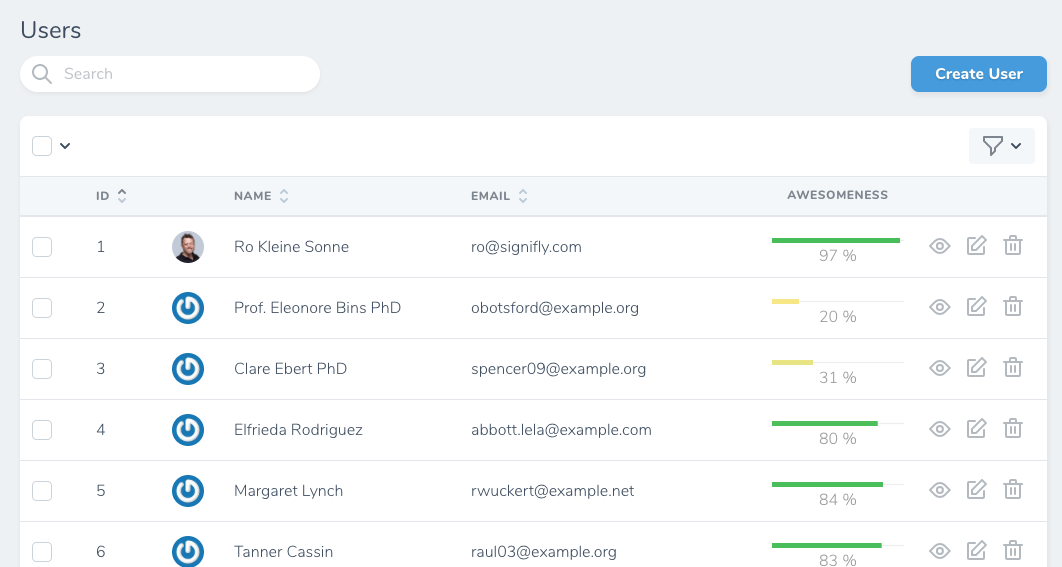 Users
Search
Create User
ID NAME EMAIL AWESOMENESS
1 Ro Kleine Sonne ro@signifly.com 97 %
2 Prof. Eleonore Bins PhD obotsford@example.org 20 %
3 Clare Ebert PhD spencer09@example.org 31 %
4 Elfrieda Rodriguez abbott.lela@example.com 80 %
5 Margaret Lynch rwuckert@example.net 84 %
6 Tanner Cassin raul03@example.org 83 %